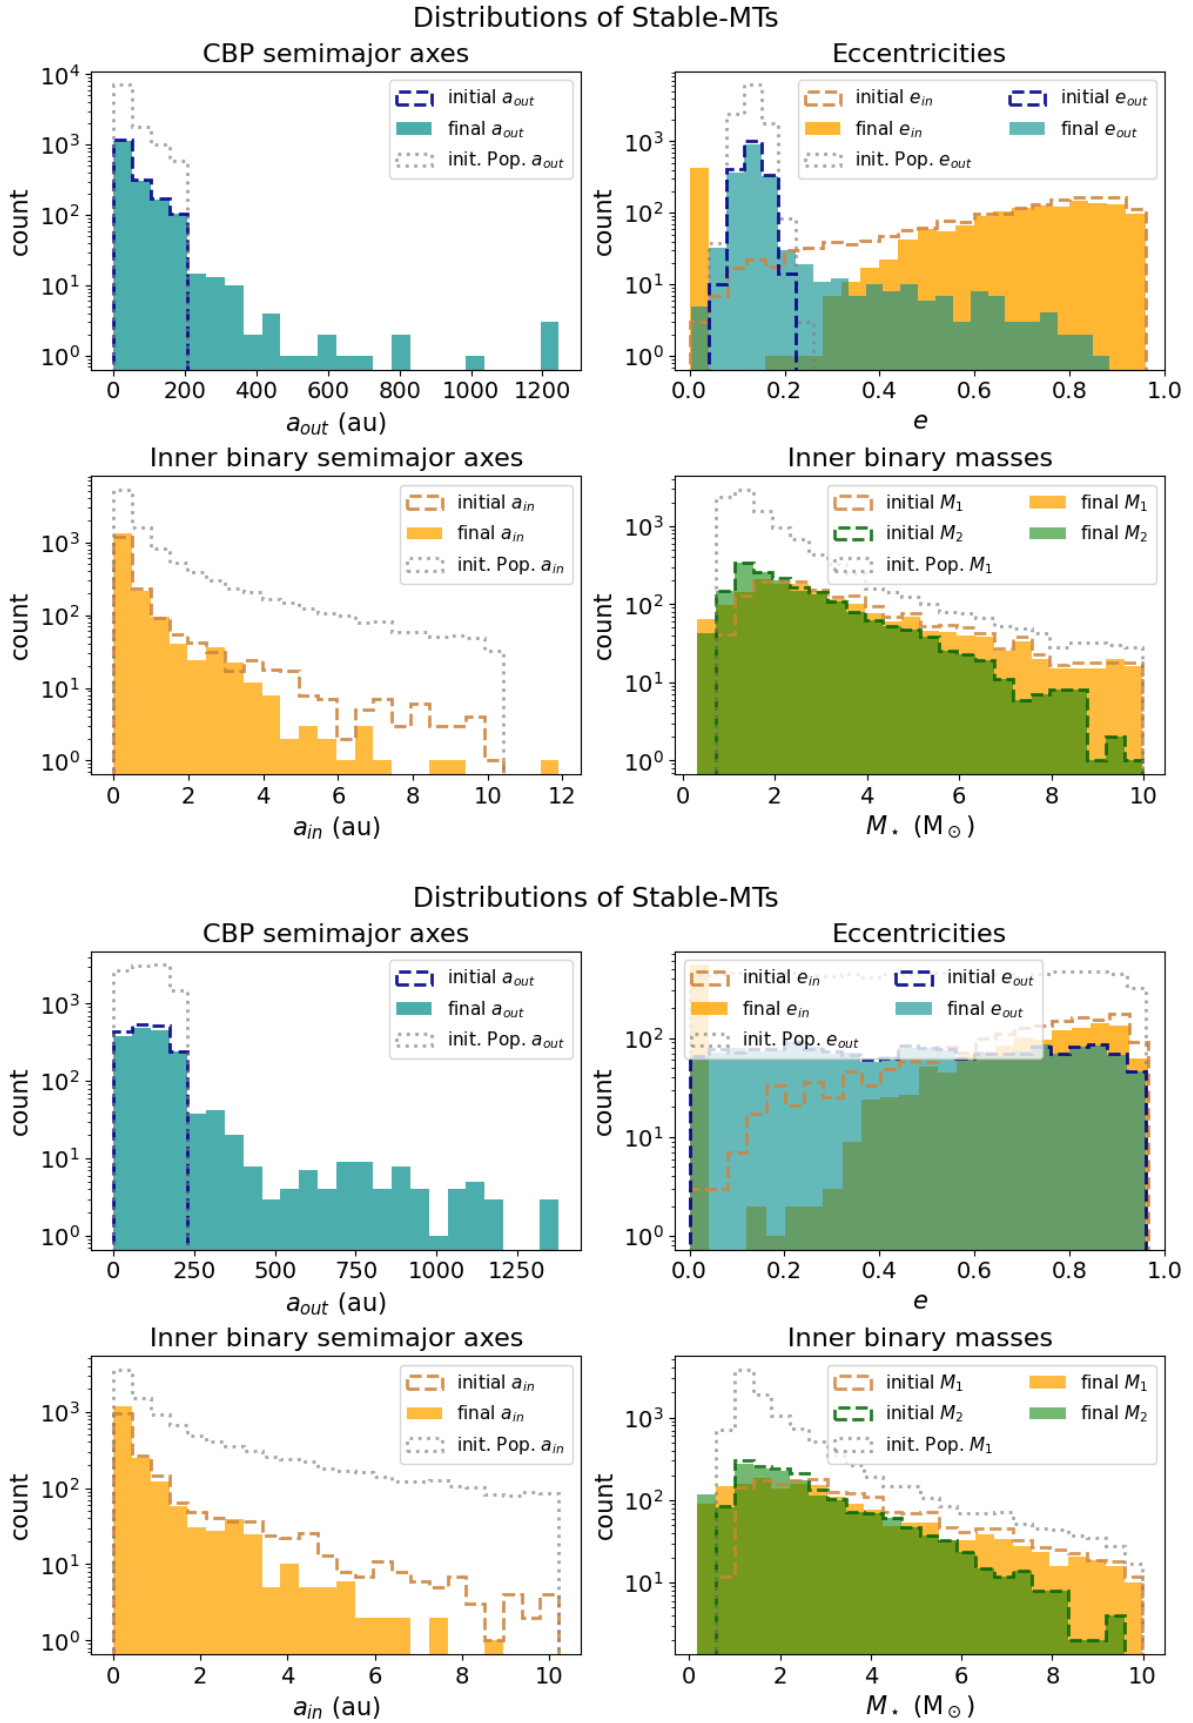 Distributions of Stable-MTs
CBP semimajor axes
10⁴
10³
10²
10¹
10⁰
count
initial a_out
final a_out
init. Pop. a_out
0 200 400 600 800 1000 1200
a_out (au)
Eccentricities
10³
10²
10¹
10⁰
count
initial e_in
final e_in
init. Pop. e_out
initial e_out
final e_out
0.0 0.2 0.4 0.6 0.8 1.0
e
Inner binary semimajor axes
10³
10²
10¹
10⁰
count
initial a_in
final a_in
init. Pop. a_in
0 2 4 6 8 10 12
a_in (au)
Inner binary masses
10³
10²
10¹
10⁰
count
initial M₁
initial M₂
init. Pop. M₁
final M₁
final M₂
0 2 4 6 8 10
M⋆ (M⊙)
Distributions of Stable-MTs
CBP semimajor axes
10³
10²
10¹
10⁰
count
initial a_out
final a_out
init. Pop. a_out
0 250 500 750 1000 1250
a_out (au)
Eccentricities
10²
10¹
10⁰
count
initial e_in
final e_in
init. Pop. e_out
initial e_out
final e_out
0.0 0.2 0.4 0.6 0.8 1.0
e
Inner binary semimajor axes
10³
10²
10¹
10⁰
count
initial a_in
final a_in
init. Pop. a_in
0 2 4 6 8 10
a_in (au)
Inner binary masses
10³
10²
10¹
count
initial M₁
initial M₂
init. Pop. M₁
final M₁
final M₂
0 2 4 6 8 10
M⋆ (M⊙)